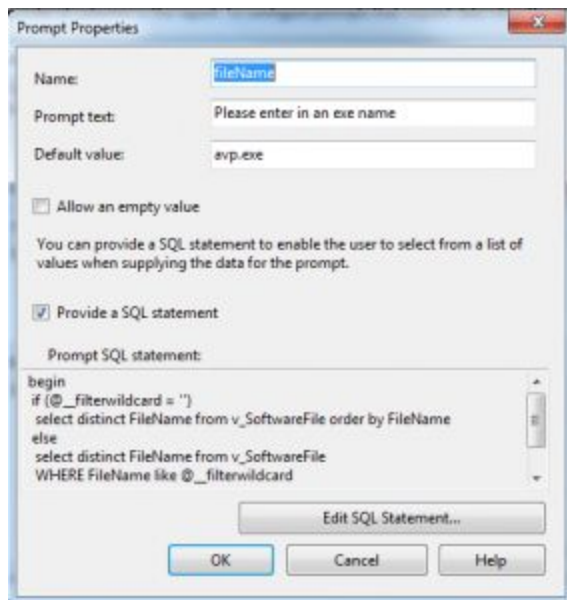 Prompt Properties
Name: fileName
Prompt text: Please enter in an exe name
Default value: avp.exe
Allow an empty value
You can provide a SQL statement to enable the user to select from a list of
values when supplying the data for the prompt.
Provide a SQL statement
Prompt SQL statement:
begin
if (@__filterwildcard = '')
select distinct FileName from v_SoftwareFile order by FileName
else
select distinct FileName from v_SoftwareFile
WHERE FileName like @__filterwildcard
Edit SQL Statement...
OK Cancel Help